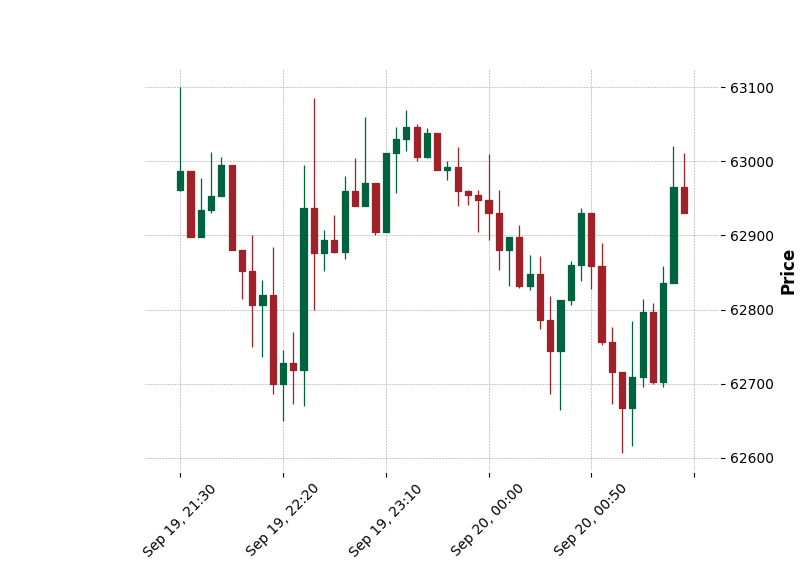 63100
63000
62900
62800
62700
62600
Price
Sep 19, 21:30
Sep 19, 22:20
Sep 19, 23:10
Sep 20, 00:00
Sep 20, 00:50